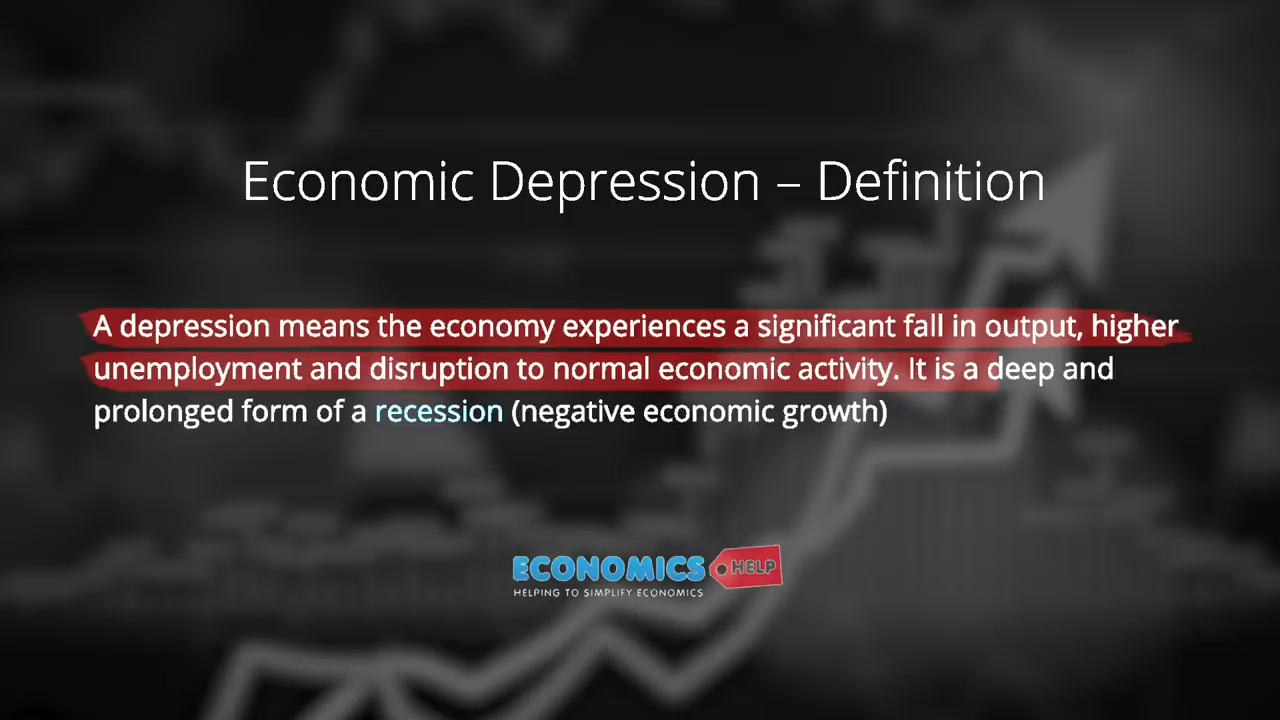 Economic Depression – Definition
A depression means the economy experiences a significant fall in output, higher
unemployment and disruption to normal economic activity. It is a deep and
prolonged form of a recession (negative economic growth)
ECONOMICS HELP
HELPING TO SIMPLIFY ECONOMICS